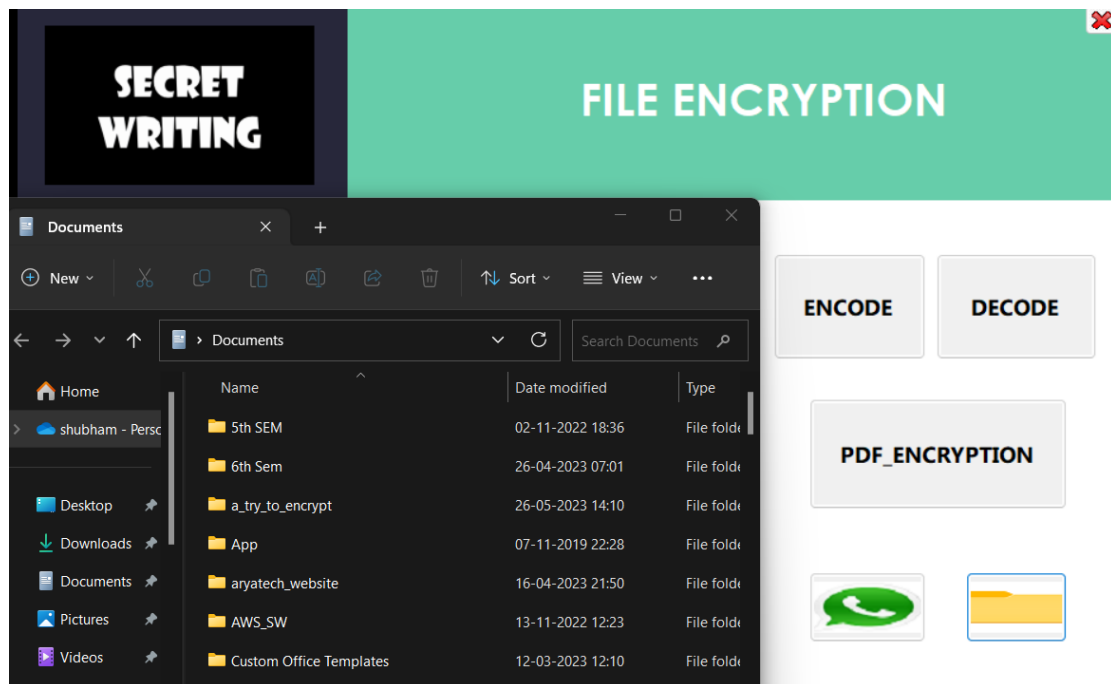 SECRET
WRITING
FILE ENCRYPTION
Documents
New
Sort
View
Documents
Search Documents
Home
shubham - Persc
Desktop
Downloads
Documents
Pictures
Videos
Name Date modified Type
5th SEM 02-11-2022 18:36 File folde
6th Sem 26-04-2023 07:01 File folde
a_try_to_encrypt 26-05-2023 14:10 File folde
App 07-11-2019 22:28 File folde
aryatech_website 16-04-2023 21:50 File folde
AWS_SW 13-11-2022 12:23 File folde
Custom Office Templates 12-03-2023 12:10 File folde
ENCODE
DECODE
PDF_ENCRYPTION